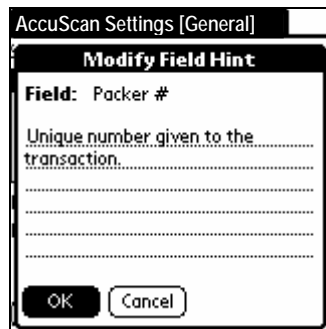 AccuScan Settings [General]
Modify Field Hint
Field: Packer #
Unique number given to the
transaction.
OK Cancel